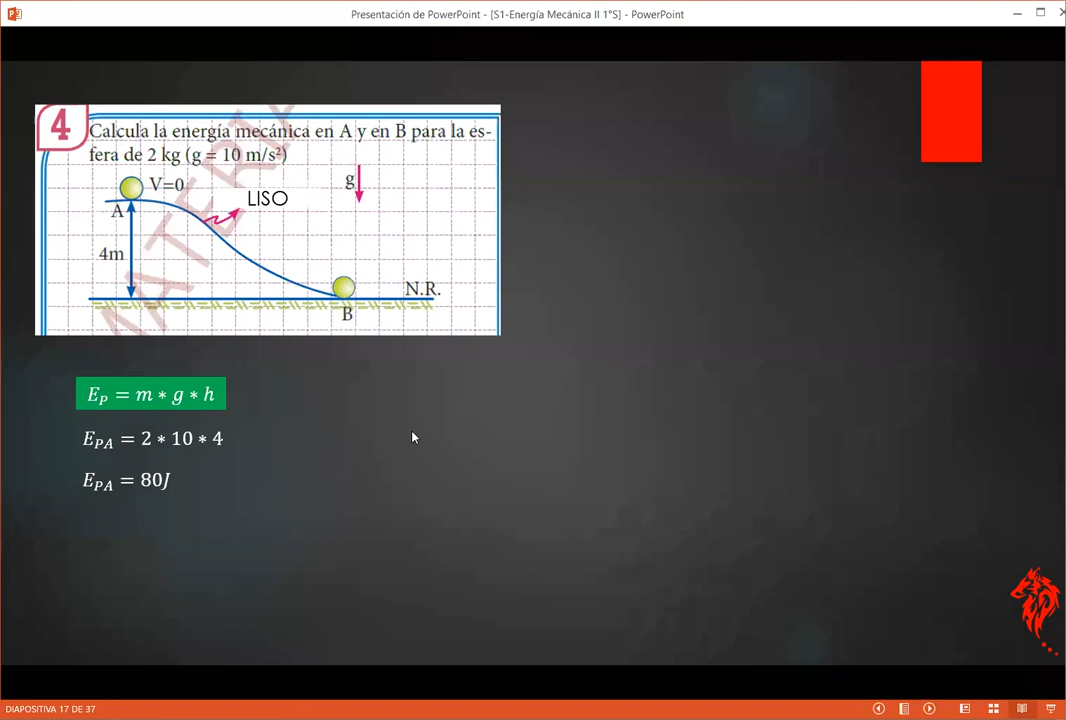 Presentación de PowerPoint - [S1-Energía Mecánica II 1°S] - PowerPoint
4
Calcula la energía mecánica en A y en B para la es-
fera de 2 kg (g = 10 m/s²)
V=0
g
LISO
A
4m
N.R.
B
MATERIA
E_P = m * g * h
E_PA = 2 * 10 * 4
E_PA = 80J
DIAPOSITIVA 17 DE 37